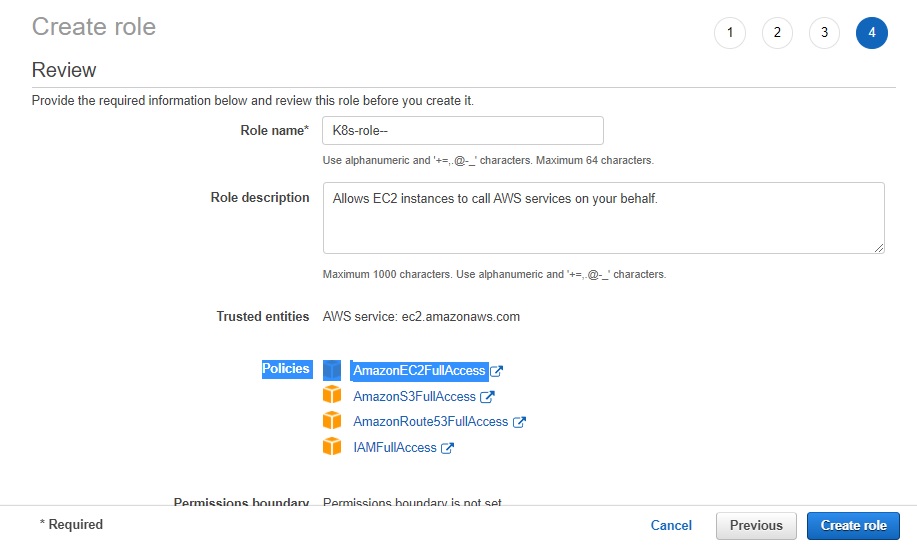 Create role
1 2 3 4
Review
Provide the required information below and review this role before you create it.
Role name* K8s-role--
Use alphanumeric and '+=,.@-_' characters. Maximum 64 characters.
Role description Allows EC2 instances to call AWS services on your behalf.
Maximum 1000 characters. Use alphanumeric and '+=,.@-_' characters.
Trusted entities AWS service: ec2.amazonaws.com
Policies AmazonEC2FullAccess
AmazonS3FullAccess
AmazonRoute53FullAccess
IAMFullAccess
Permissions boundary Permissions boundary is not set
* Required Cancel Previous Create role